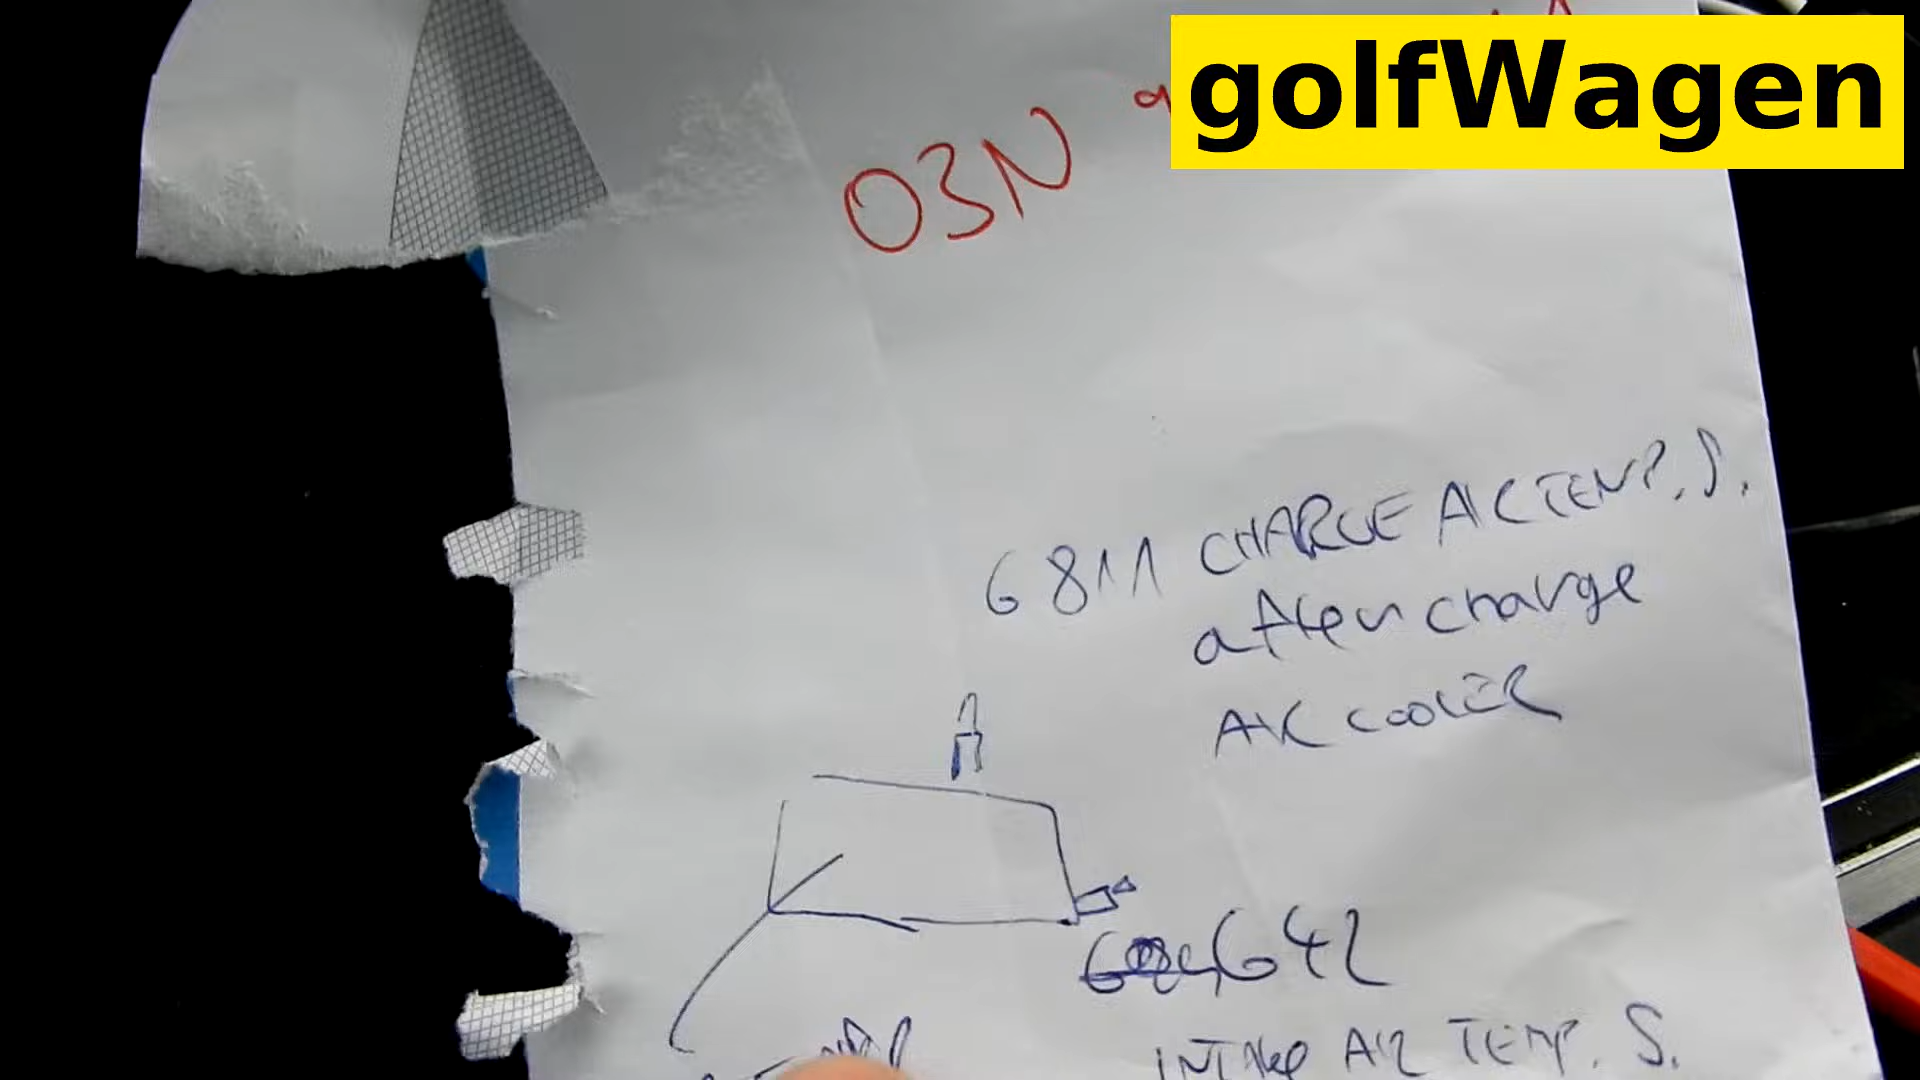 golfWagen
03N
G811 CHARGE AIR TEMP. S.
after charge
AIR COOLER
G42
INTAKE AIR TEMP. S.